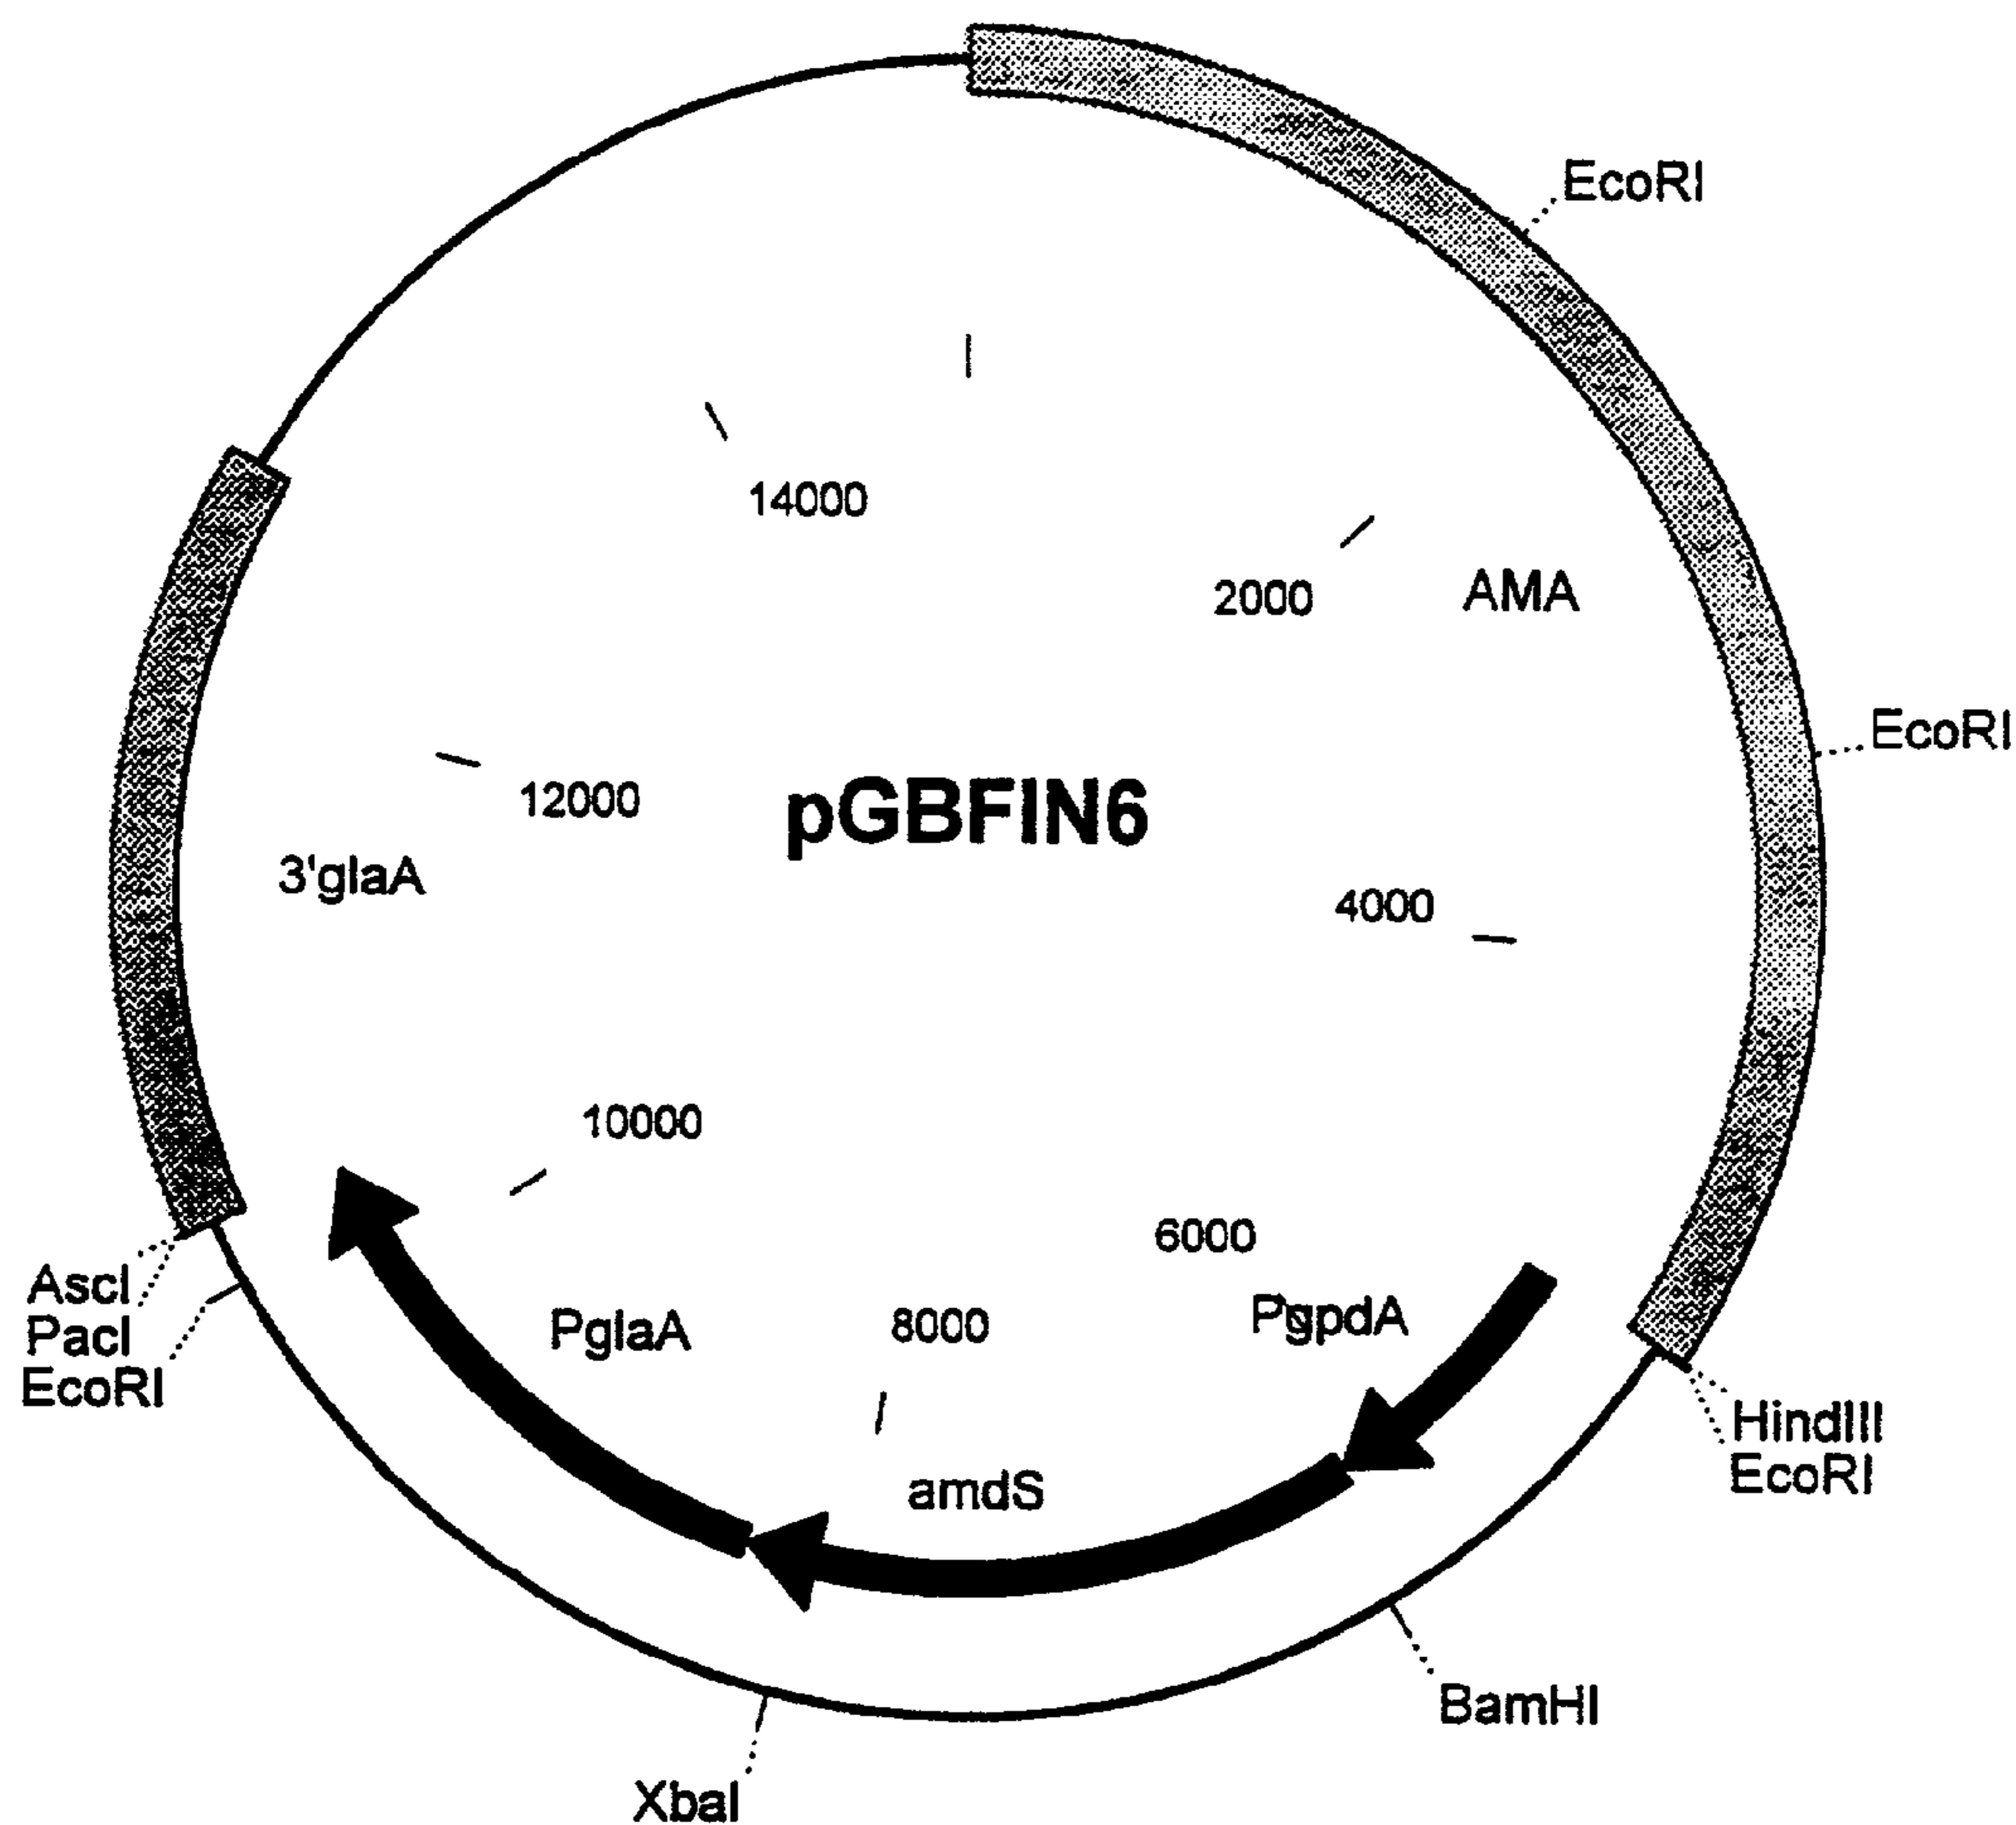 EcoRI
14000
2000
AMA
EcoRI
12000
pGBFIN6
3'glaA
4000
10000
6000
AscI
PacI
EcoRI
PglaA
8000
PgpdA
HindIII
EcoRI
amdS
BamHI
XbaI